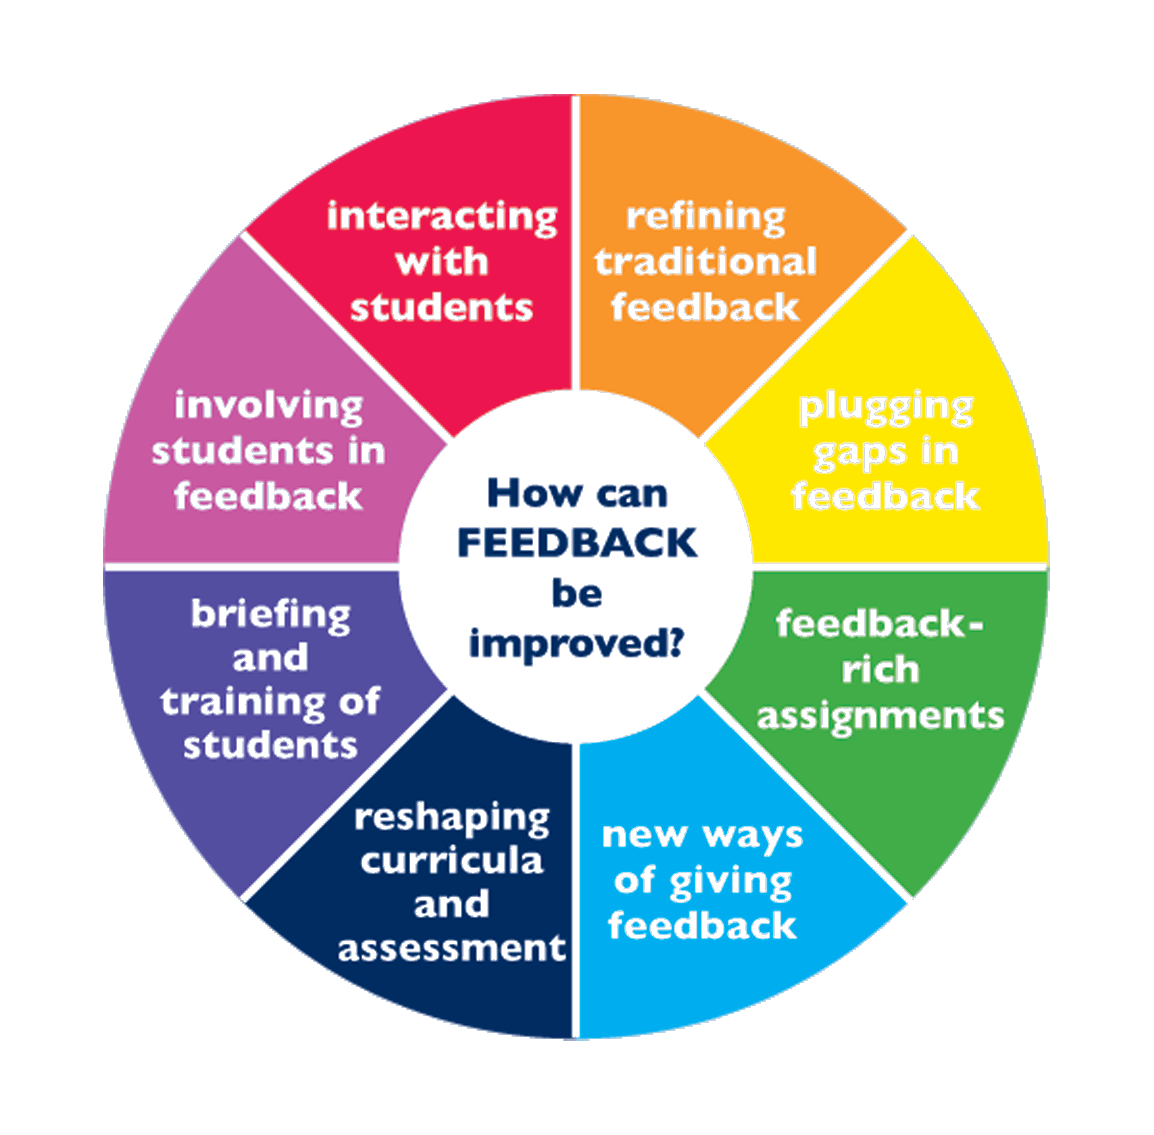 How can
FEEDBACK
be
improved?
refining
traditional
feedback
plugging
gaps in
feedback
feedback-
rich
assignments
new ways
of giving
feedback
reshaping
curricula
and
assessment
briefing
and
training of
students
involving
students in
feedback
interacting
with
students